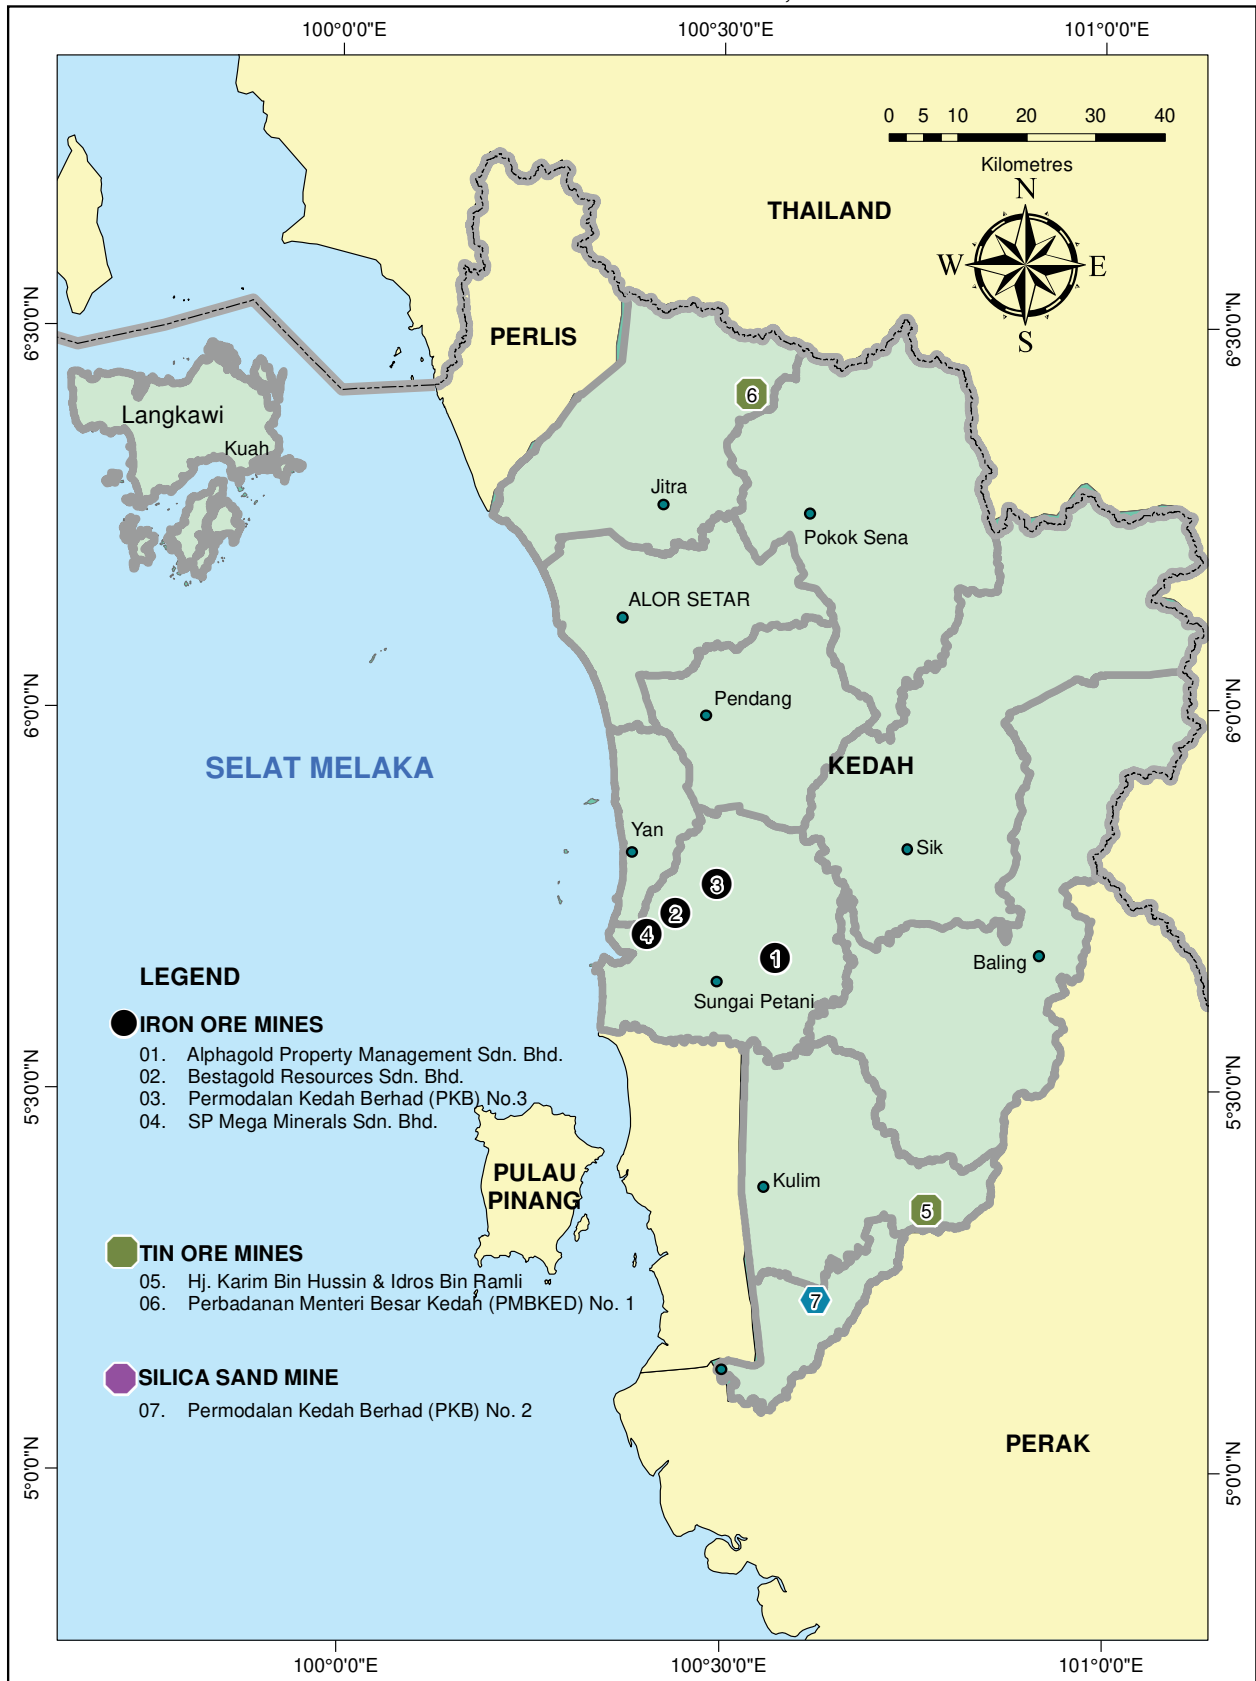 100°0'0"E 100°30'0"E 101°0'0"E
0 5 10 20 30 40
Kilometres
N
W E
S
THAILAND
6°30'0"N
6°30'0"N
PERLIS
6
Langkawi
Kuah
Jitra
Pokok Sena
ALOR SETAR
6°0'0"N
6°0'0"N
Pendang
SELAT MELAKA
KEDAH
Yan
Sik
3
2
4
1
Baling
Sungai Petani
LEGEND
IRON ORE MINES
01. Alphagold Property Management Sdn. Bhd.
02. Bestagold Resources Sdn. Bhd.
03. Permodalan Kedah Berhad (PKB) No.3
04. SP Mega Minerals Sdn. Bhd.
5°30'0"N
5°30'0"N
PULAU
PINANG
Kulim
5
TIN ORE MINES
05. Hj. Karim Bin Hussin & Idros Bin Ramli
06. Perbadanan Menteri Besar Kedah (PMBKED) No. 1
7
SILICA SAND MINE
07. Permodalan Kedah Berhad (PKB) No. 2
PERAK
5°0'0"N
5°0'0"N
100°0'0"E 100°30'0"E 101°0'0"E